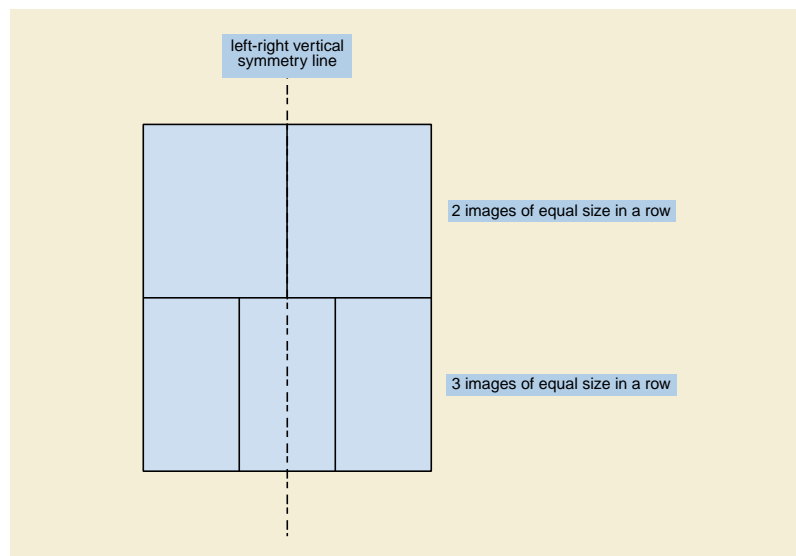 left-right vertical
symmetry line
2 images of equal size in a row
3 images of equal size in a row